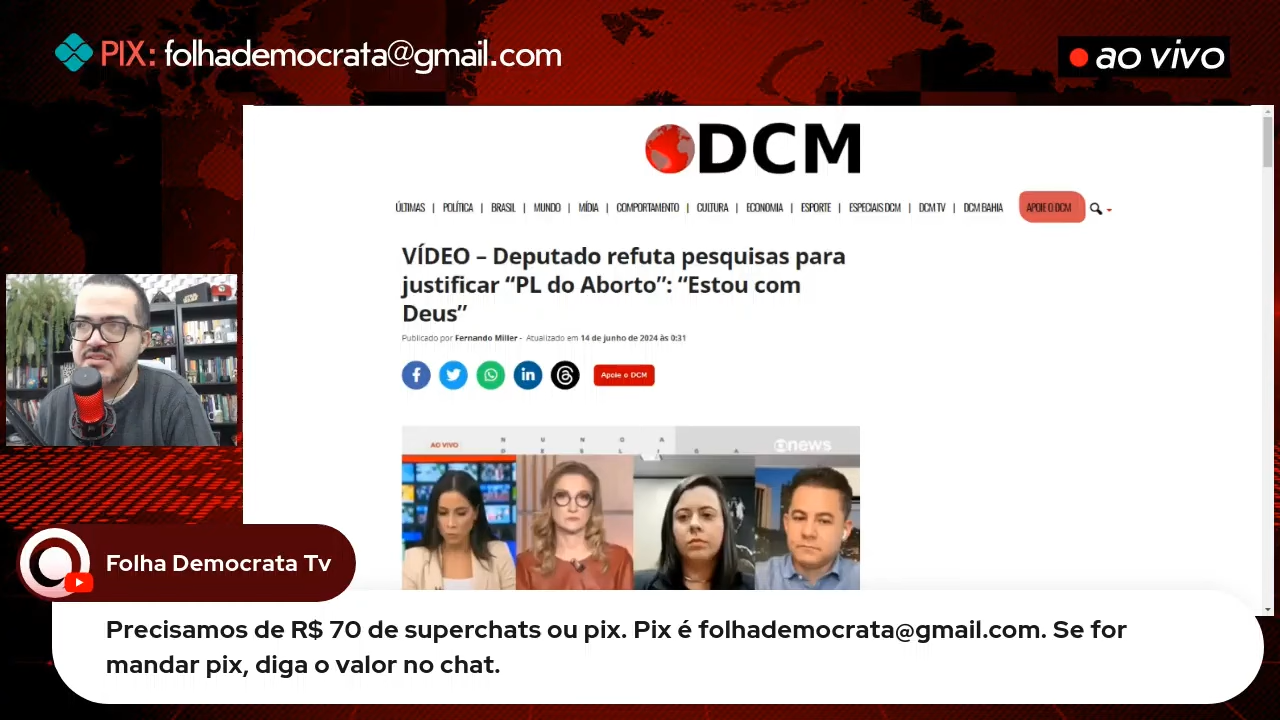 PIX: folhademocrata@gmail.com
ao vivo
DCM
ÚLTIMAS | POLÍTICA | BRASIL | MUNDO | MÍDIA | COMPORTAMENTO | CULTURA | ECONOMIA | ESPORTE | ESPECIAIS DCM | DCM TV | DCM BAHIA
APOIE O DCM
VÍDEO – Deputado refuta pesquisas para
justificar “PL do Aborto”: “Estou com
Deus”
Publicado por Fernando Miller - Atualizado em 14 de junho de 2024 às 0:31
Apoie o DCM
AO VIVO
news
Folha Democrata Tv
Precisamos de R$ 70 de superchats ou pix. Pix é folhademocrata@gmail.com. Se for
mandar pix, diga o valor no chat.